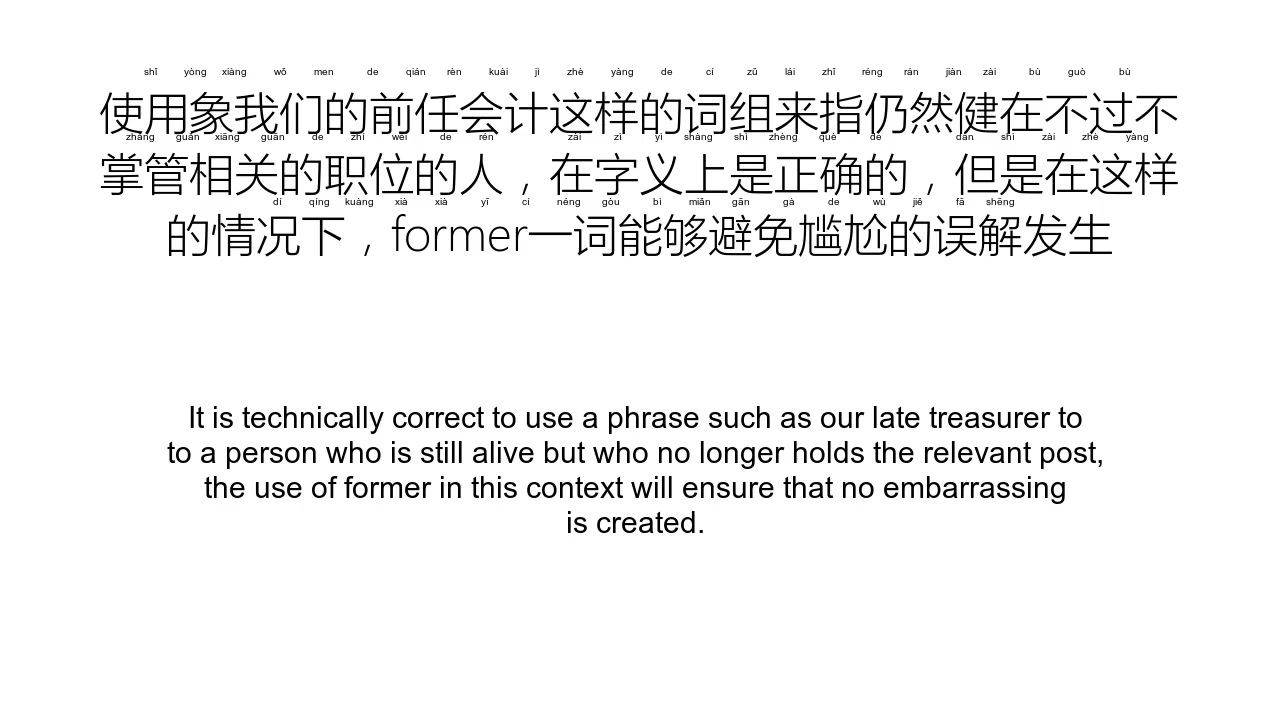 shǐ yòng xiàng wǒ men de qián rèn kuài jì zhè yàng de cí zǔ lái zhǐ réng rán jiàn zài bù guò bù
使用象我们的前任会计这样的词组来指仍然健在不过不
zhǎng guǎn xiāng guān de zhí wèi de rén zài zì yì shàng shì zhèng què de dàn shì zài zhè yàng
掌管相关的职位的人，在字义上是正确的，但是在这样
dí qíng kuàng xià xià yī cí néng gòu bì miǎn gān gà de wù jiě fā shēng
的情况下，former一词能够避免尴尬的误解发生
It is technically correct to use a phrase such as our late treasurer to
to a person who is still alive but who no longer holds the relevant post,
the use of former in this context will ensure that no embarrassing
is created.